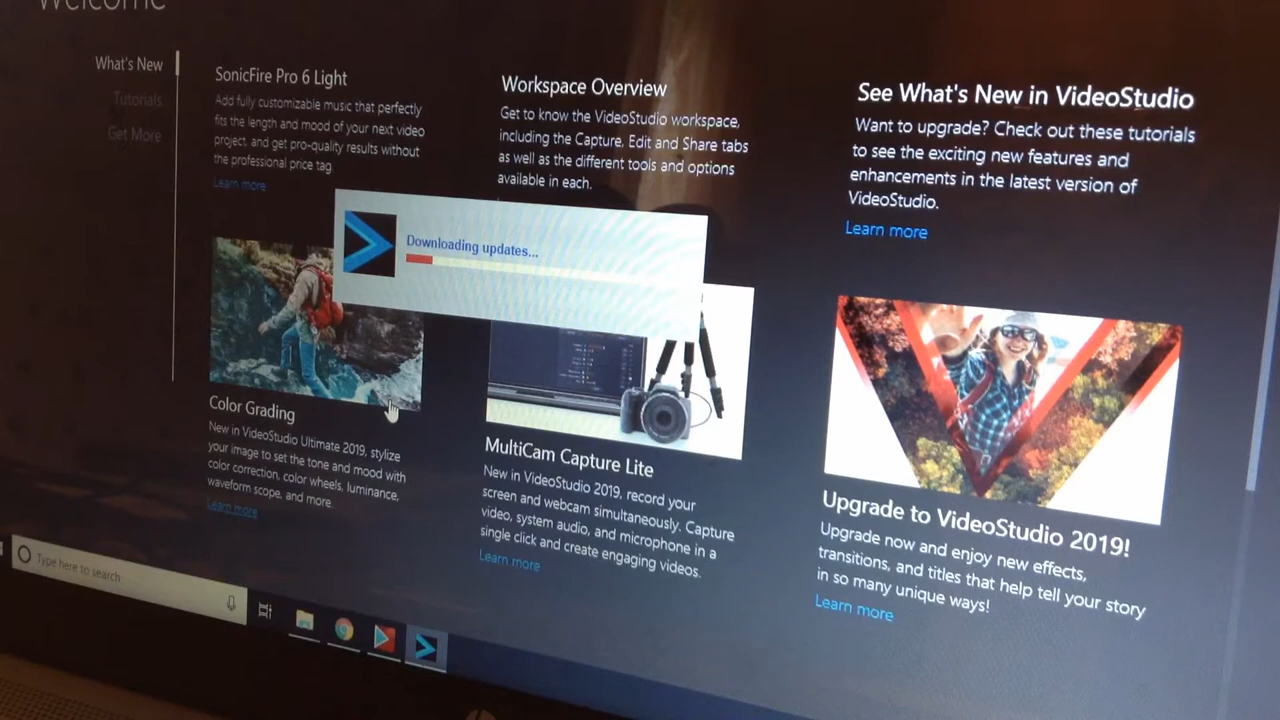 Welcome
What's New
Tutorials
Get More
SonicFire Pro 6 Light
Add fully customizable music that perfectly
fits the length and mood of your next video
project, and get pro-quality results without
the professional price tag.
Learn more
Workspace Overview
Get to know the VideoStudio workspace,
including the Capture, Edit and Share tabs
as well as the different tools and options
available in each.
See What's New in VideoStudio
Want to upgrade? Check out these tutorials
to see the exciting new features and
enhancements in the latest version of
VideoStudio.
Learn more
Downloading updates...
Color Grading
New in VideoStudio Ultimate 2019, stylize
your image to set the tone and mood with
color correction, color wheels, luminance,
waveform scope, and more.
Learn more
MultiCam Capture Lite
New in VideoStudio 2019, record your
screen and webcam simultaneously. Capture
video, system audio, and microphone in a
single click and create engaging videos.
Learn more
Upgrade to VideoStudio 2019!
Upgrade now and enjoy new effects,
transitions, and titles that help tell your story
in so many unique ways!
Learn more
Type here to search